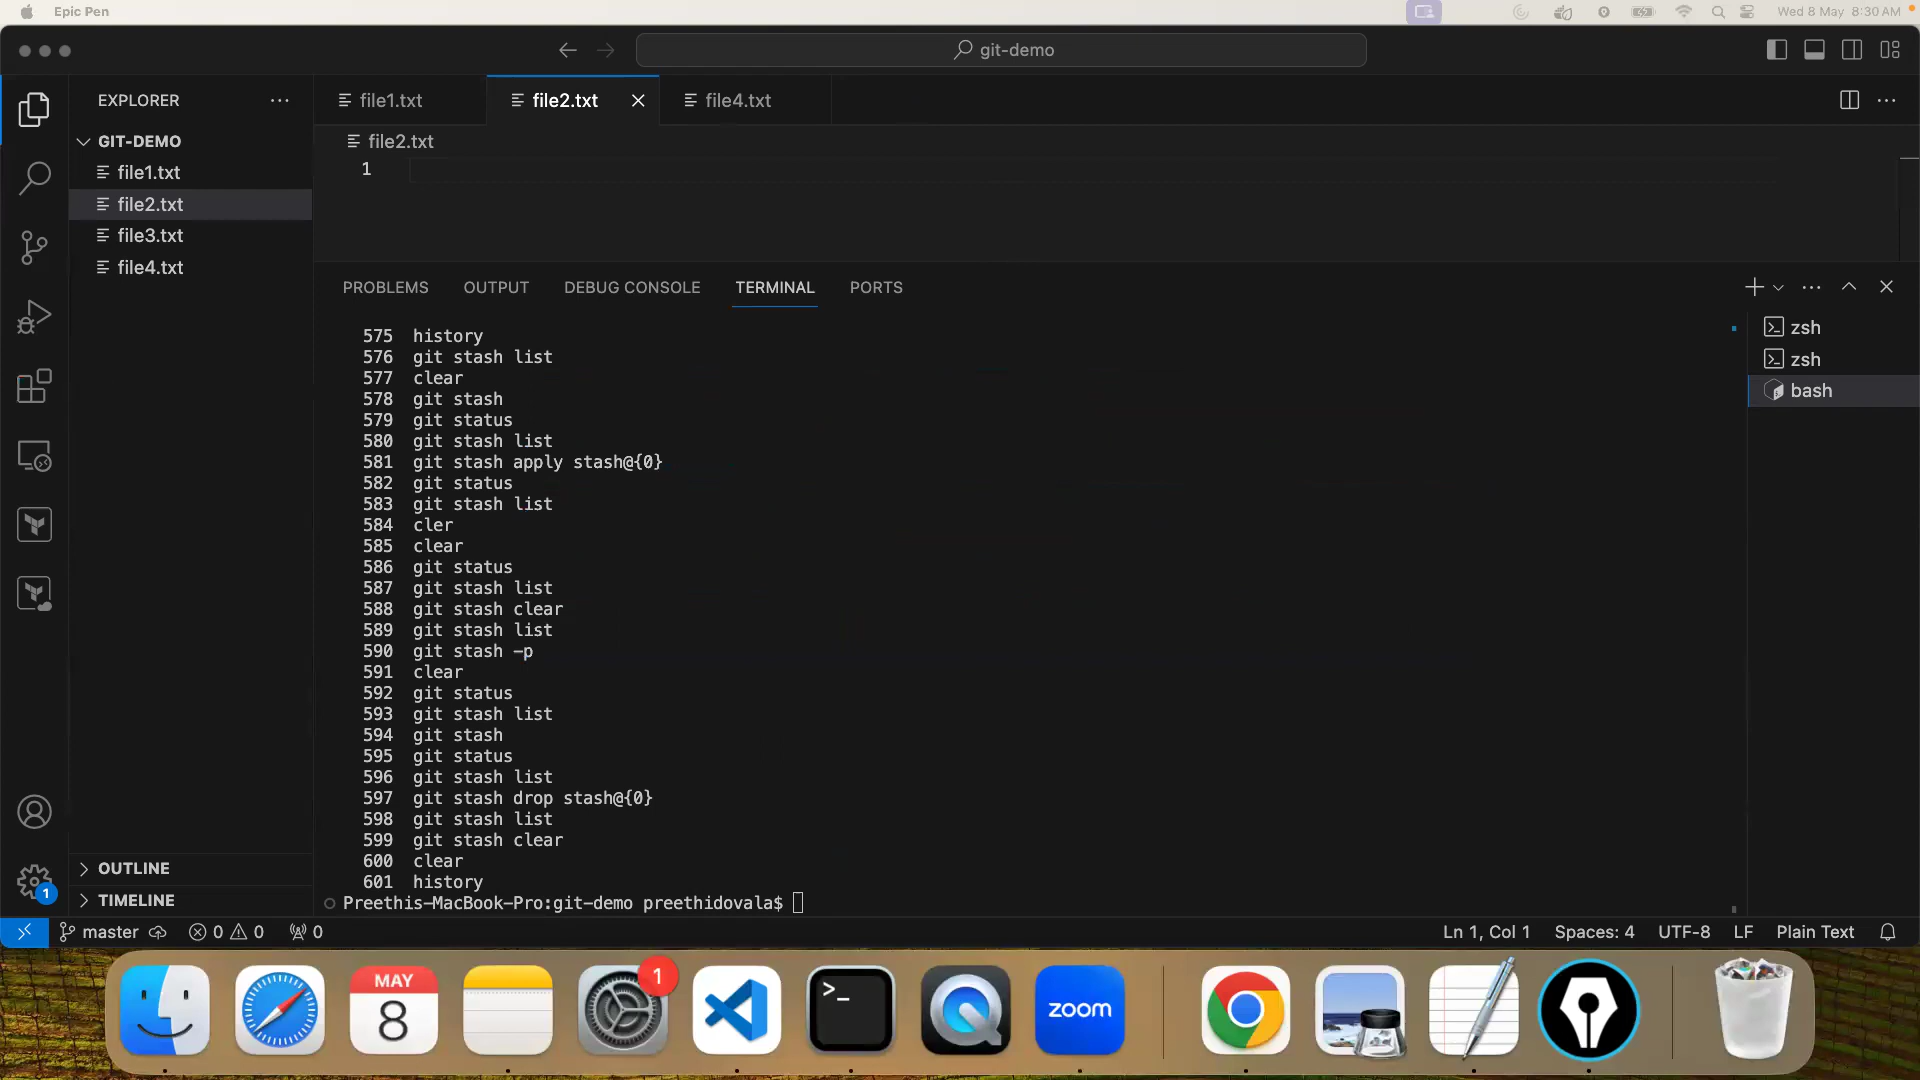 Epic Pen
Wed 8 May 8:30 AM
git-demo
EXPLORER
file1.txt
file2.txt
file4.txt
GIT-DEMO
file1.txt
file2.txt
file3.txt
file4.txt
file2.txt
1
PROBLEMS
OUTPUT
DEBUG CONSOLE
TERMINAL
PORTS
575 history
576 git stash list
577 clear
578 git stash
579 git status
580 git stash list
581 git stash apply stash@{0}
582 git status
583 git stash list
584 cler
585 clear
586 git status
587 git stash list
588 git stash clear
589 git stash list
590 git stash -p
591 clear
592 git status
593 git stash list
594 git stash
595 git status
596 git stash list
597 git stash drop stash@{0}
598 git stash list
599 git stash clear
600 clear
601 history
Preethis-MacBook-Pro:git-demo preethidovala$
zsh
zsh
bash
1
OUTLINE
TIMELINE
master
0
0
0
Ln 1, Col 1
Spaces: 4
UTF-8
LF
Plain Text
MAY
8
1
>_
zoom